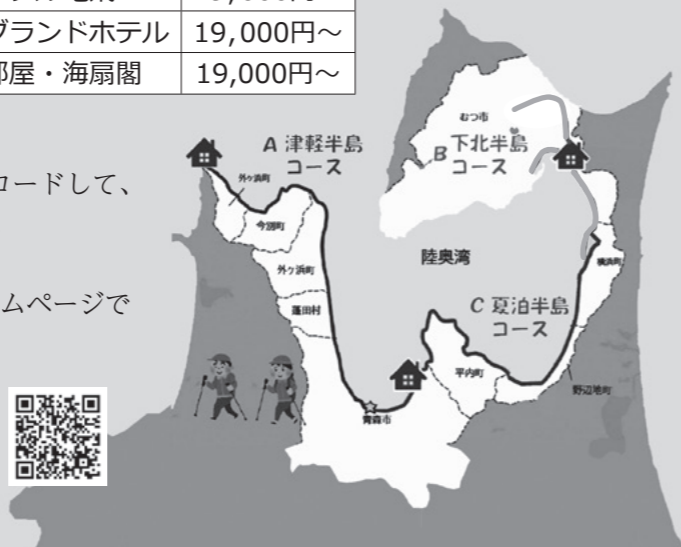 グランドホテル 19,000円～
部屋・海扇閣 19,000円～
コードして、
ームページで
A 津軽半島
コース
B 下北半島
コース
C 夏泊半島
コース
むつ市
外ヶ浜町
今別町
外ヶ浜町
蓬田村
陸奥湾
横浜町
平内町
野辺地町
青森市